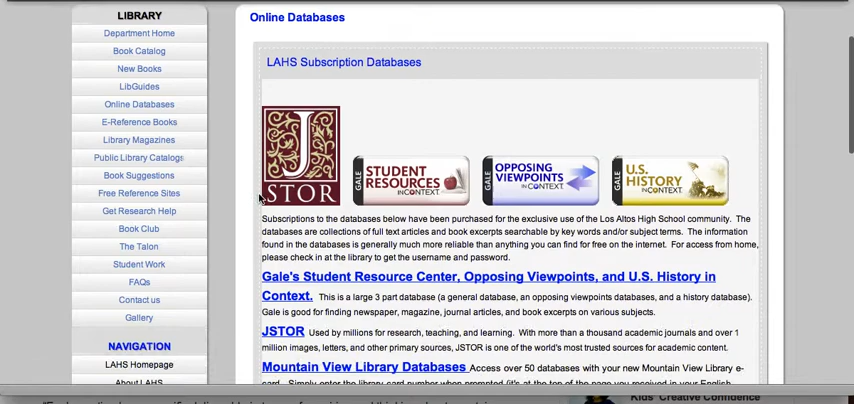 LIBRARY
Department Home
Book Catalog
New Books
LibGuides
Online Databases
E-Reference Books
Library Magazines
Public Library Catalogs
Book Suggestions
Free Reference Sites
Get Research Help
Book Club
The Talon
Student Work
FAQs
Contact us
Gallery
NAVIGATION
LAHS Homepage
About LAHS
Online Databases
LAHS Subscription Databases
JSTOR
GALE STUDENT RESOURCES IN CONTEXT
GALE OPPOSING VIEWPOINTS IN CONTEXT
GALE U.S. HISTORY IN CONTEXT
Subscriptions to the databases below have been purchased for the exclusive use of the Los Altos High School community. The
databases are collections of full text articles and book excerpts searchable by key words and/or subject terms. The information
found in the databases is generally much more reliable than anything you can find for free on the internet. For access from home,
please check in at the library to get the username and password.
Gale's Student Resource Center, Opposing Viewpoints, and U.S. History in
Context. This is a large 3 part database (a general database, an opposing viewpoints databases, and a history database).
Gale is good for finding newspaper, magazine, journal articles, and book excerpts on various subjects.
JSTOR Used by millions for research, teaching, and learning. With more than a thousand academic journals and over 1
million images, letters, and other primary sources, JSTOR is one of the world's most trusted sources for academic content.
Mountain View Library Databases Access over 50 databases with your new Mountain View Library e-
card. Simply enter the library card number when prompted (it's at the top of the page you received in your English
Kids' Creative Confidence